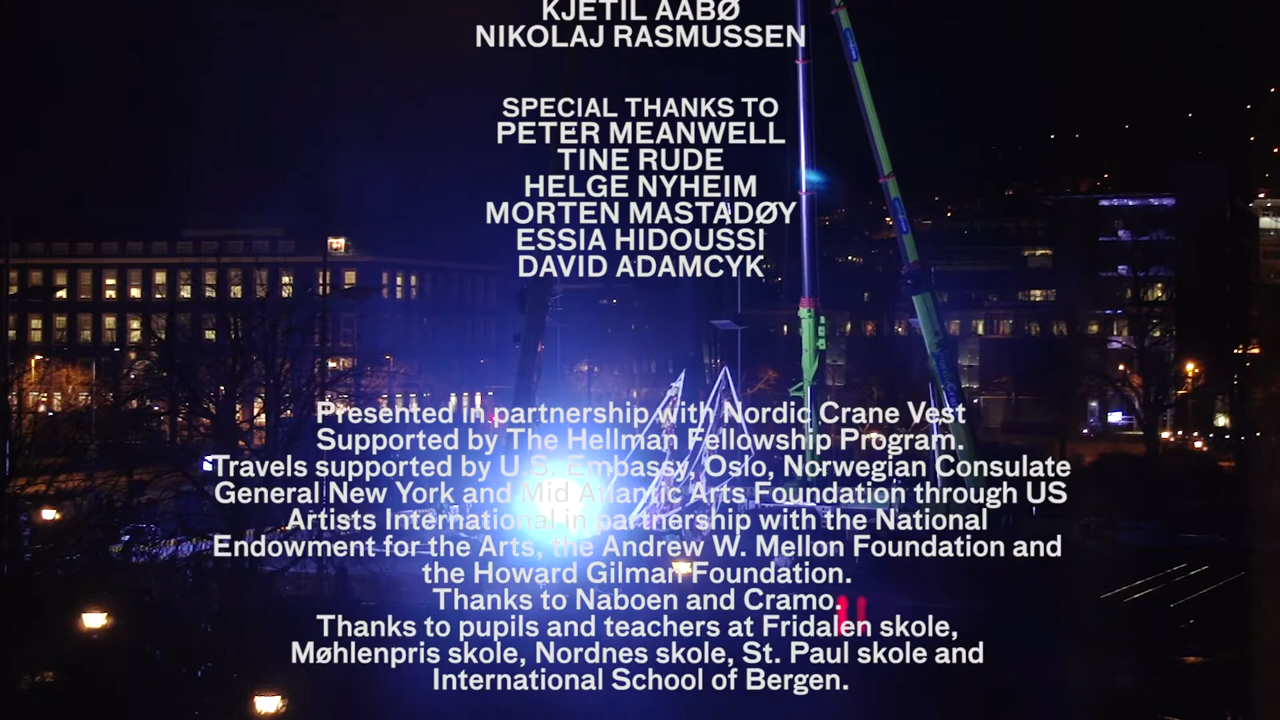 KJETIL AABØ
NIKOLAJ RASMUSSEN
SPECIAL THANKS TO
PETER MEANWELL
TINE RUDE
HELGE NYHEIM
MORTEN MASTADØY
ESSIA HIDOUSSI
DAVID ADAMCYK
Presented in partnership with Nordic Crane Vest
Supported by The Hellman Fellowship Program.
Travels supported by U.S. Embassy, Oslo, Norwegian Consulate
General New York and Mid Atlantic Arts Foundation through US
Artists International in partnership with the National
Endowment for the Arts, the Andrew W. Mellon Foundation and
the Howard Gilman Foundation.
Thanks to Naboen and Cramo.
Thanks to pupils and teachers at Fridalen skole,
Møhlenpris skole, Nordnes skole, St. Paul skole and
International School of Bergen.